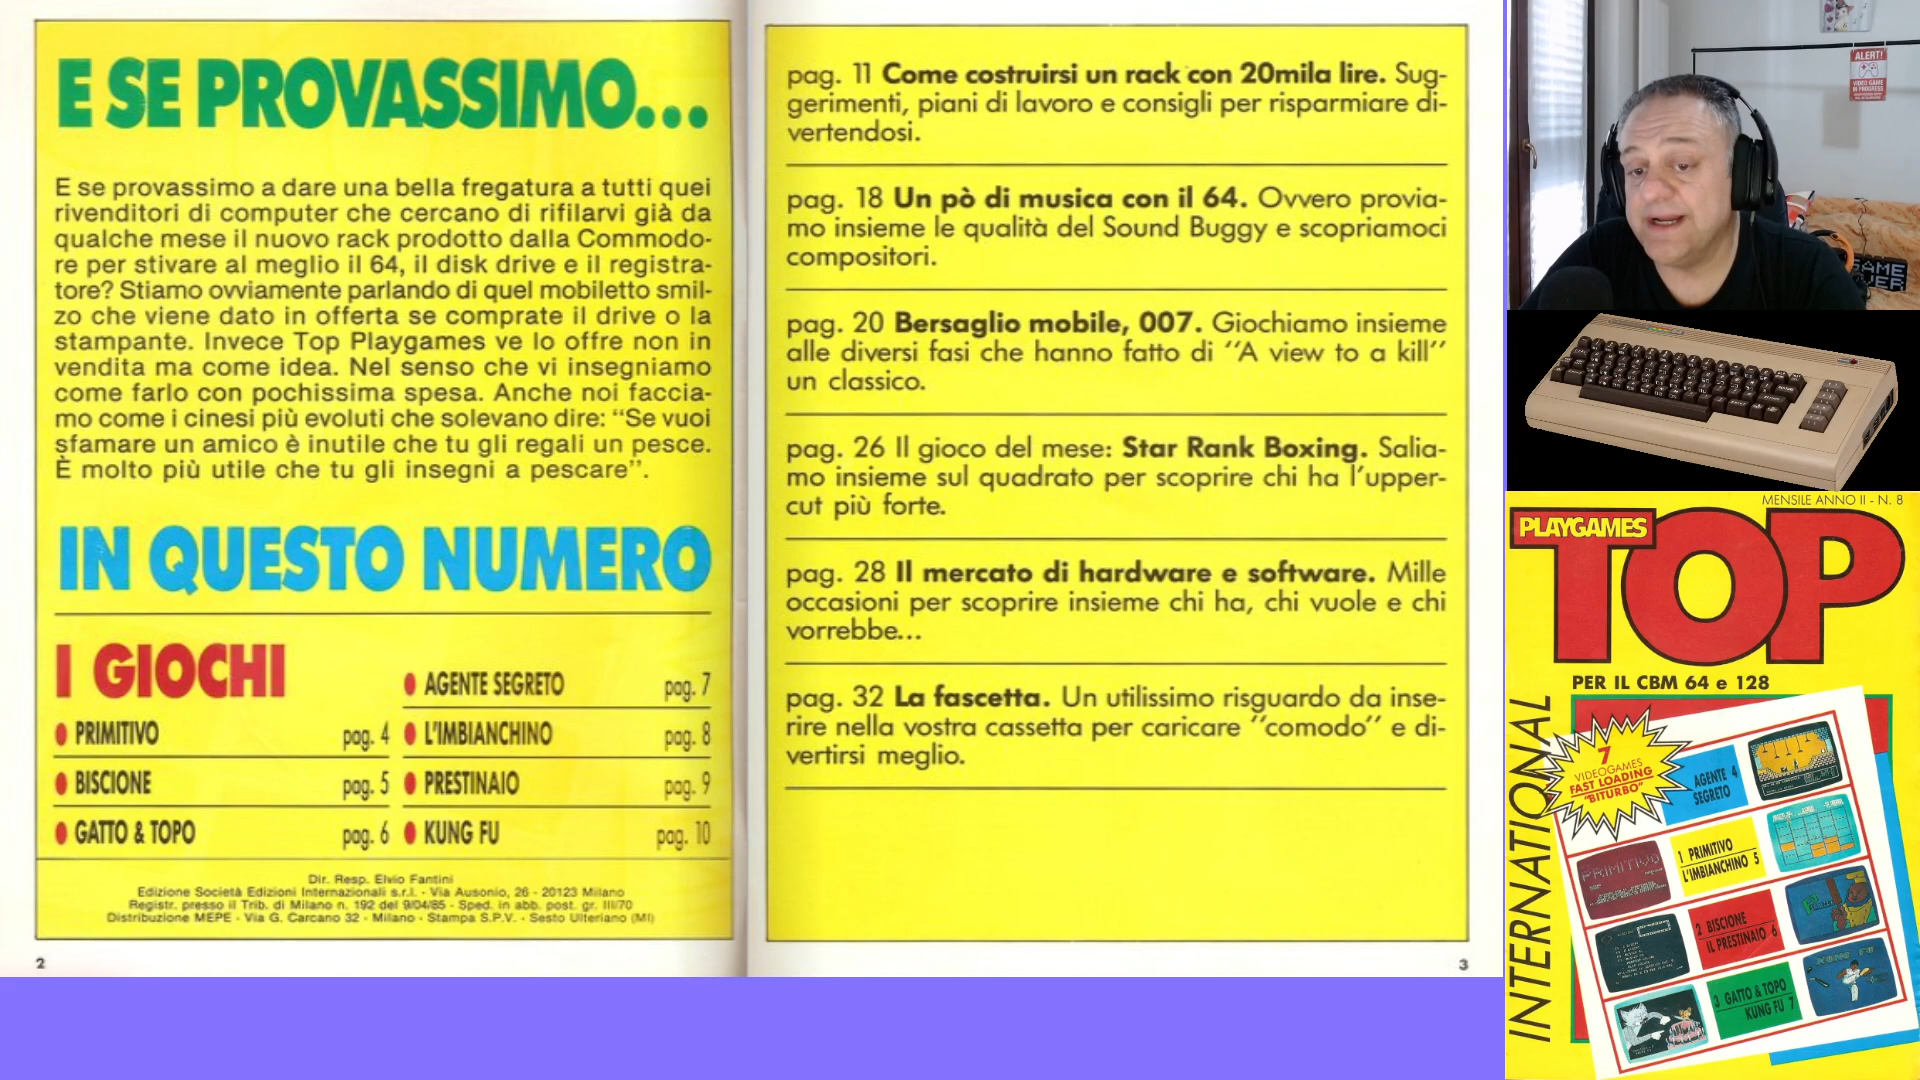 E SE PROVASSIMO...
E se provassimo a dare una bella fregatura a tutti quei
rivenditori di computer che cercano di rifilarvi già da
qualche mese il nuovo rack prodotto dalla Commodo-
re per stivare al meglio il 64, il disk drive e il registra-
tore? Stiamo ovviamente parlando di quel mobiletto smil-
zo che viene dato in offerta se comprate il drive o la
stampante. Invece Top Playgames ve lo offre non in
vendita ma come idea. Nel senso che vi insegniamo
come farlo con pochissima spesa. Anche noi faccia-
mo come i cinesi più evoluti che solevano dire: “Se vuoi
sfamare un amico è inutile che tu gli regali un pesce.
È molto più utile che tu gli insegni a pescare”.
IN QUESTO NUMERO
I GIOCHI
PRIMITIVO pag. 4
BISCIONE pag. 5
GATTO & TOPO pag. 6
AGENTE SEGRETO pag. 7
L'IMBIANCHINO pag. 8
PRESTINAIO pag. 9
KUNG FU pag. 10
Dir. Resp. Elvio Fantini
Edizione Società Edizioni Internazionali s.r.l. - Via Ausonio, 26 - 20123 Milano
Registr. presso il Trib. di Milano n. 192 del 9/04/85 - Sped. in abb. post. gr. III/70
Distribuzione MEPE - Via G. Carcano 32 - Milano - Stampa S.P.V. - Sesto Ulteriano (MI)
2
pag. 11 Come costruirsi un rack con 20mila lire. Sug-
gerimenti, piani di lavoro e consigli per risparmiare di-
vertendosi.
pag. 18 Un pò di musica con il 64. Ovvero provia-
mo insieme le qualità del Sound Buggy e scopriamoci
compositori.
pag. 20 Bersaglio mobile, 007. Giochiamo insieme
alle diversi fasi che hanno fatto di ‘‘A view to a kill’’
un classico.
pag. 26 Il gioco del mese: Star Rank Boxing. Salia-
mo insieme sul quadrato per scoprire chi ha l'upper-
cut più forte.
pag. 28 Il mercato di hardware e software. Mille
occasioni per scoprire insieme chi ha, chi vuole e chi
vorrebbe...
pag. 32 La fascetta. Un utilissimo risguardo da inse-
rire nella vostra cassetta per caricare ‘‘comodo’’ e di-
vertirsi meglio.
3
ALERT!
VIDEO GAME
IN PROGRESS
GAME
OVER
MENSILE ANNO II - N. 8
PLAYGAMES
TOP
PER IL CBM 64 e 128
INTERNATIONAL
7
VIDEOGAMES
FAST LOADING
"BITURBO"
AGENTE 4
SEGRETO
1 PRIMITIVO
L'IMBIANCHINO 5
PRIMITIVO
2 BISCIONE
IL PRESTINAIO 6
3 GATTO & TOPO
KUNG FU 7
KUNG FU